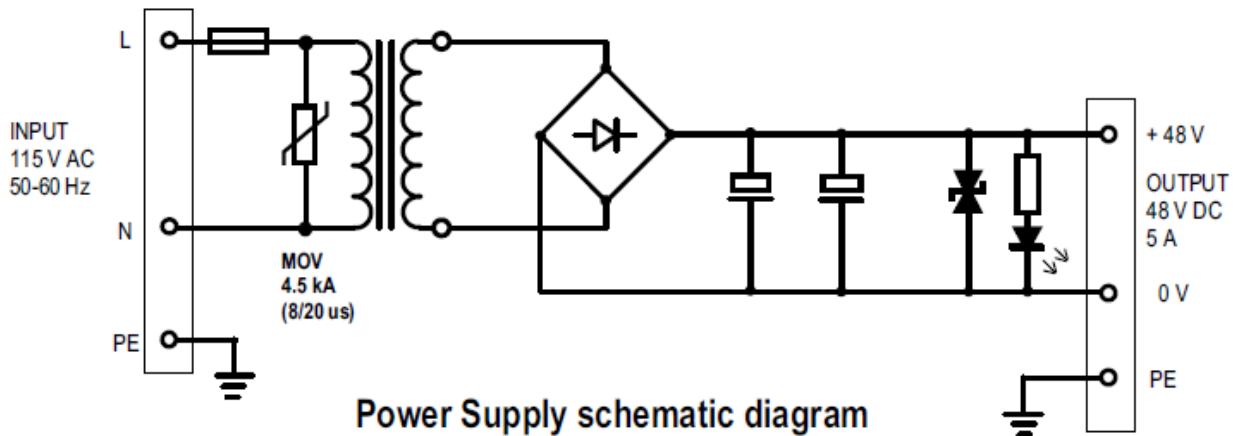 L
INPUT
115 V AC
50-60 Hz
N
MOV
4.5 kA
(8/20 us)
PE
+ 48 V
OUTPUT
48 V DC
5 A
0 V
PE
Power Supply schematic diagram